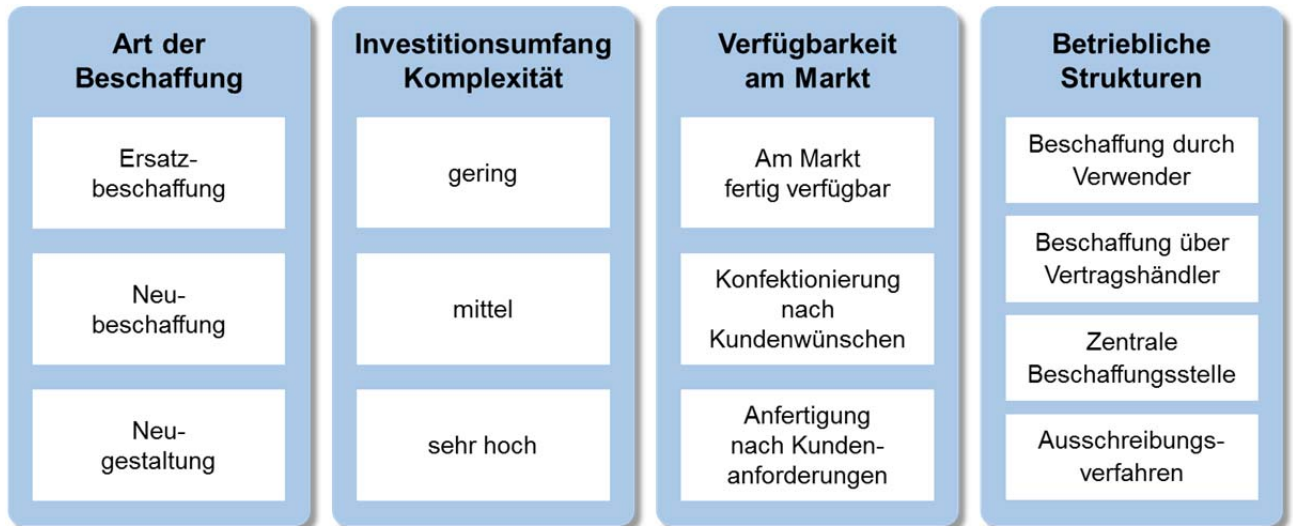 Art der
Beschaffung
Ersatz-
beschaffung
Neu-
beschaffung
Neu-
gestaltung
Investitionsumfang
Komplexität
gering
mittel
sehr hoch
Verfügbarkeit
am Markt
Am Markt
fertig verfügbar
Konfektionierung
nach
Kundenwünschen
Anfertigung
nach Kunden-
anforderungen
Betriebliche
Strukturen
Beschaffung durch
Verwender
Beschaffung über
Vertragshändler
Zentrale
Beschaffungsstelle
Ausschreibungs-
verfahren